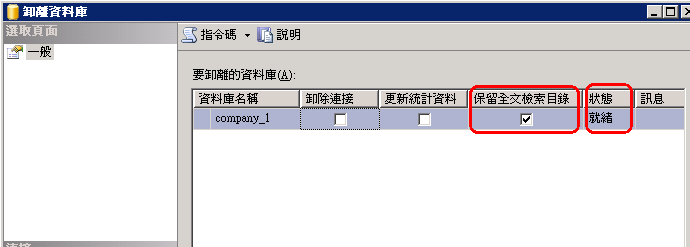 卸離資料庫
選取頁面
一般
指令碼 說明
要卸離的資料庫(A):
資料庫名稱 卸除連接 更新統計資料 保留全文檢索目錄 狀態 訊息
company_1 就緒